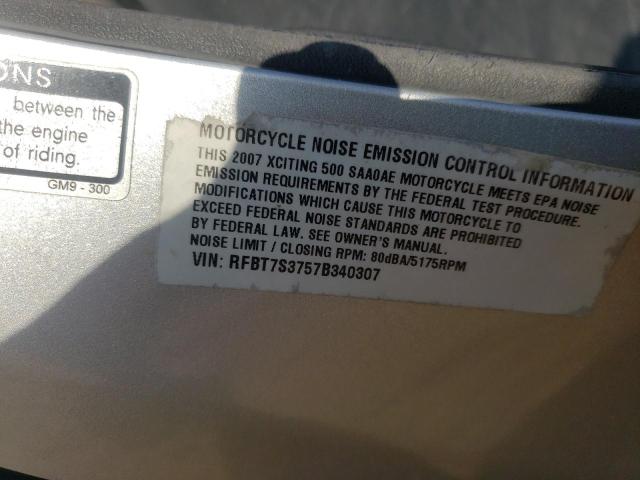 ONS
between the
the engine
of riding.
GM9 - 300
MOTORCYCLE NOISE EMISSION CONTROL INFORMATION
THIS 2007 XCITING 500 SAA0AE MOTORCYCLE MEETS EPA NOISE
EMISSION REQUIREMENTS BY THE FEDERAL TEST PROCEDURE.
MODIFICATIONS WHICH CAUSE THIS MOTORCYCLE TO
EXCEED FEDERAL NOISE STANDARDS ARE PROHIBITED
BY FEDERAL LAW. SEE OWNER'S MANUAL.
NOISE LIMIT / CLOSING RPM: 80dBA/5175RPM
VIN: RFBT7S3757B340307